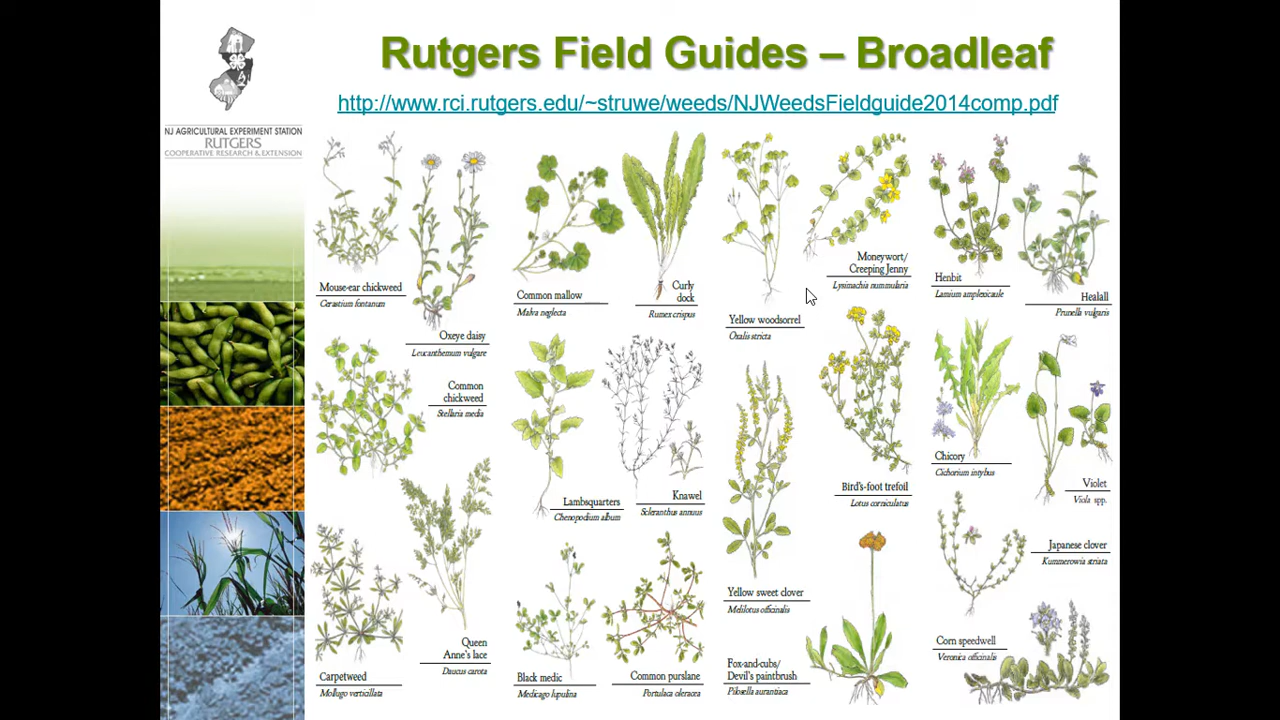 Rutgers Field Guides – Broadleaf
http://www.rci.rutgers.edu/~struwe/weeds/NJWeedsFieldguide2014comp.pdf
NJ AGRICULTURAL EXPERIMENT STATION
RUTGERS
COOPERATIVE RESEARCH & EXTENSION
Mouse-ear chickweed
Cerastium fontanum
Oxeye daisy
Leucanthemum vulgare
Common
chickweed
Stellaria media
Carpetweed
Mollugo verticillata
Queen
Anne's lace
Daucus carota
Common mallow
Malva neglecta
Curly
dock
Rumex crispus
Lambsquarters
Chenopodium album
Knawel
Scleranthus annuus
Black medic
Medicago lupulina
Common purslane
Portulaca oleracea
Yellow woodsorrel
Oxalis stricta
Moneywort/
Creeping Jenny
Lysimachia nummularia
Yellow sweet clover
Melilotus officinalis
Bird's-foot trefoil
Lotus corniculatus
Fox-and-cubs/
Devil's paintbrush
Pilosella aurantiaca
Henbit
Lamium amplexicaule
Healall
Prunella vulgaris
Chicory
Cichorium intybus
Violet
Viola spp.
Japanese clover
Kummerowia striata
Corn speedwell
Veronica officinalis